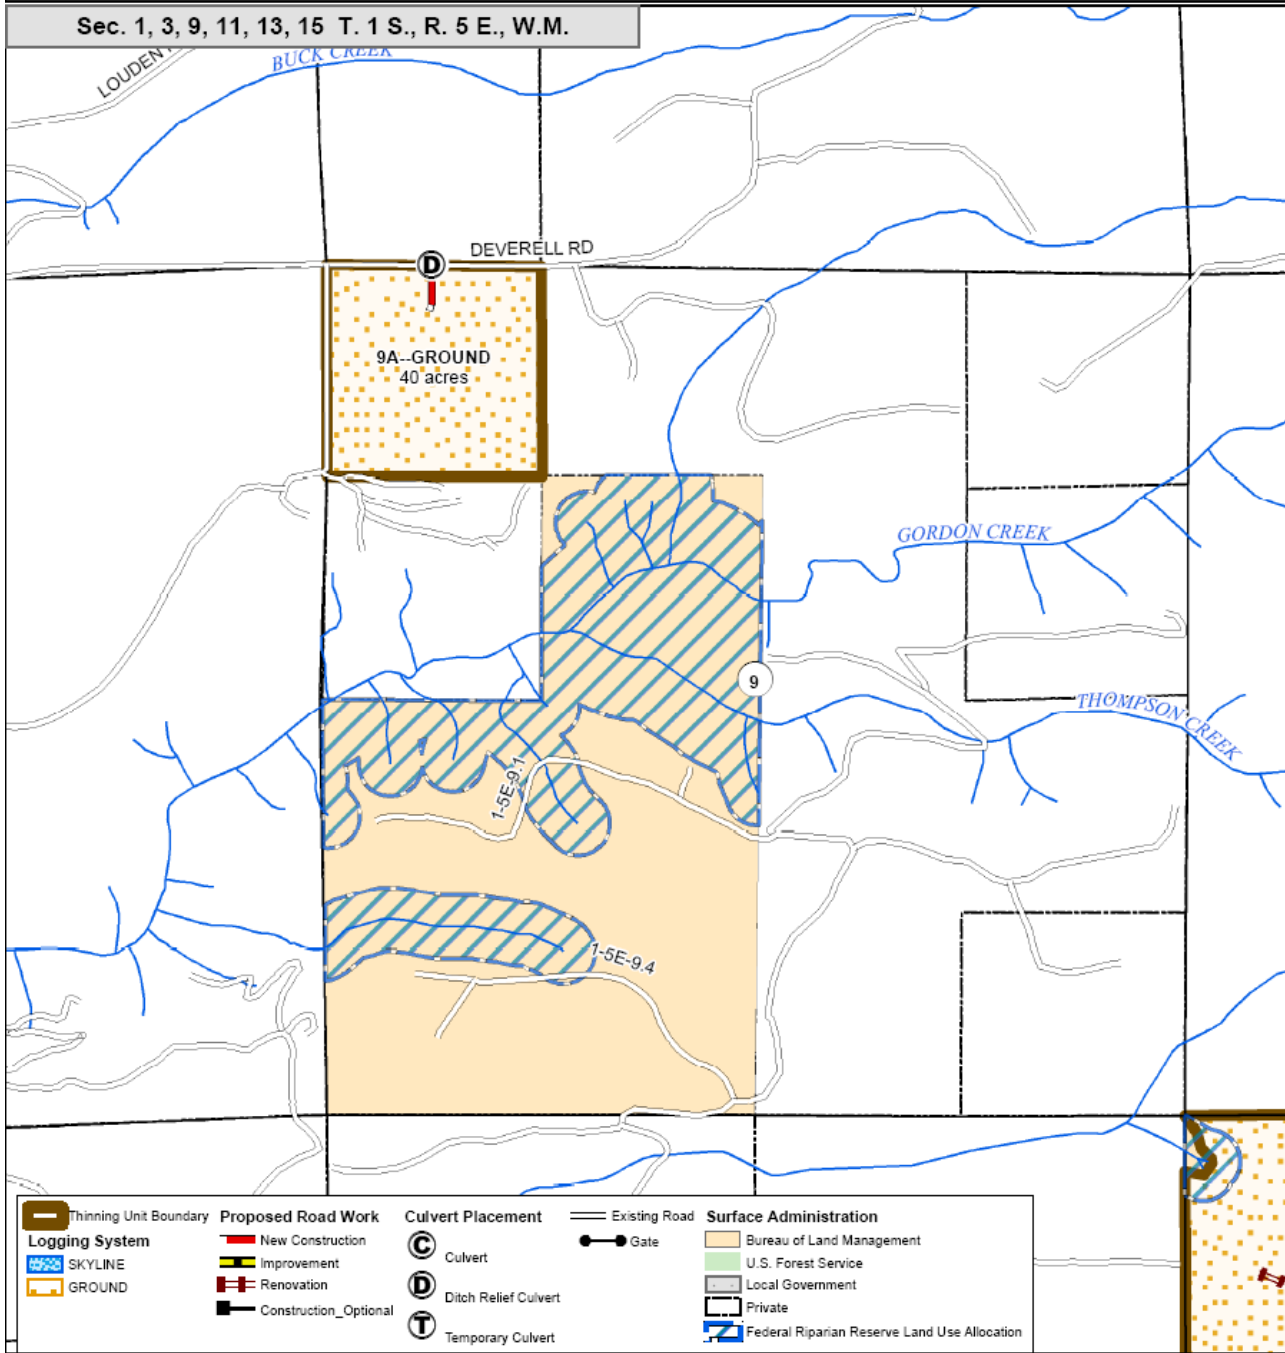 Sec. 1, 3, 9, 11, 13, 15 T. 1 S., R. 5 E., W.M.
BUCK CREEK
DEVERELL RD
D
9A--GROUND
40 acres
GORDON CREEK
9
THOMPSON CREEK
1-5E-9.1
1-5E-9.4
Thinning Unit Boundary
Logging System
SKYLINE
GROUND
Proposed Road Work
New Construction
Improvement
Renovation
Construction_Optional
Culvert Placement
C Culvert
D Ditch Relief Culvert
T Temporary Culvert
Existing Road
Gate
Surface Administration
Bureau of Land Management
U.S. Forest Service
Local Government
Private
Federal Riparian Reserve Land Use Allocation